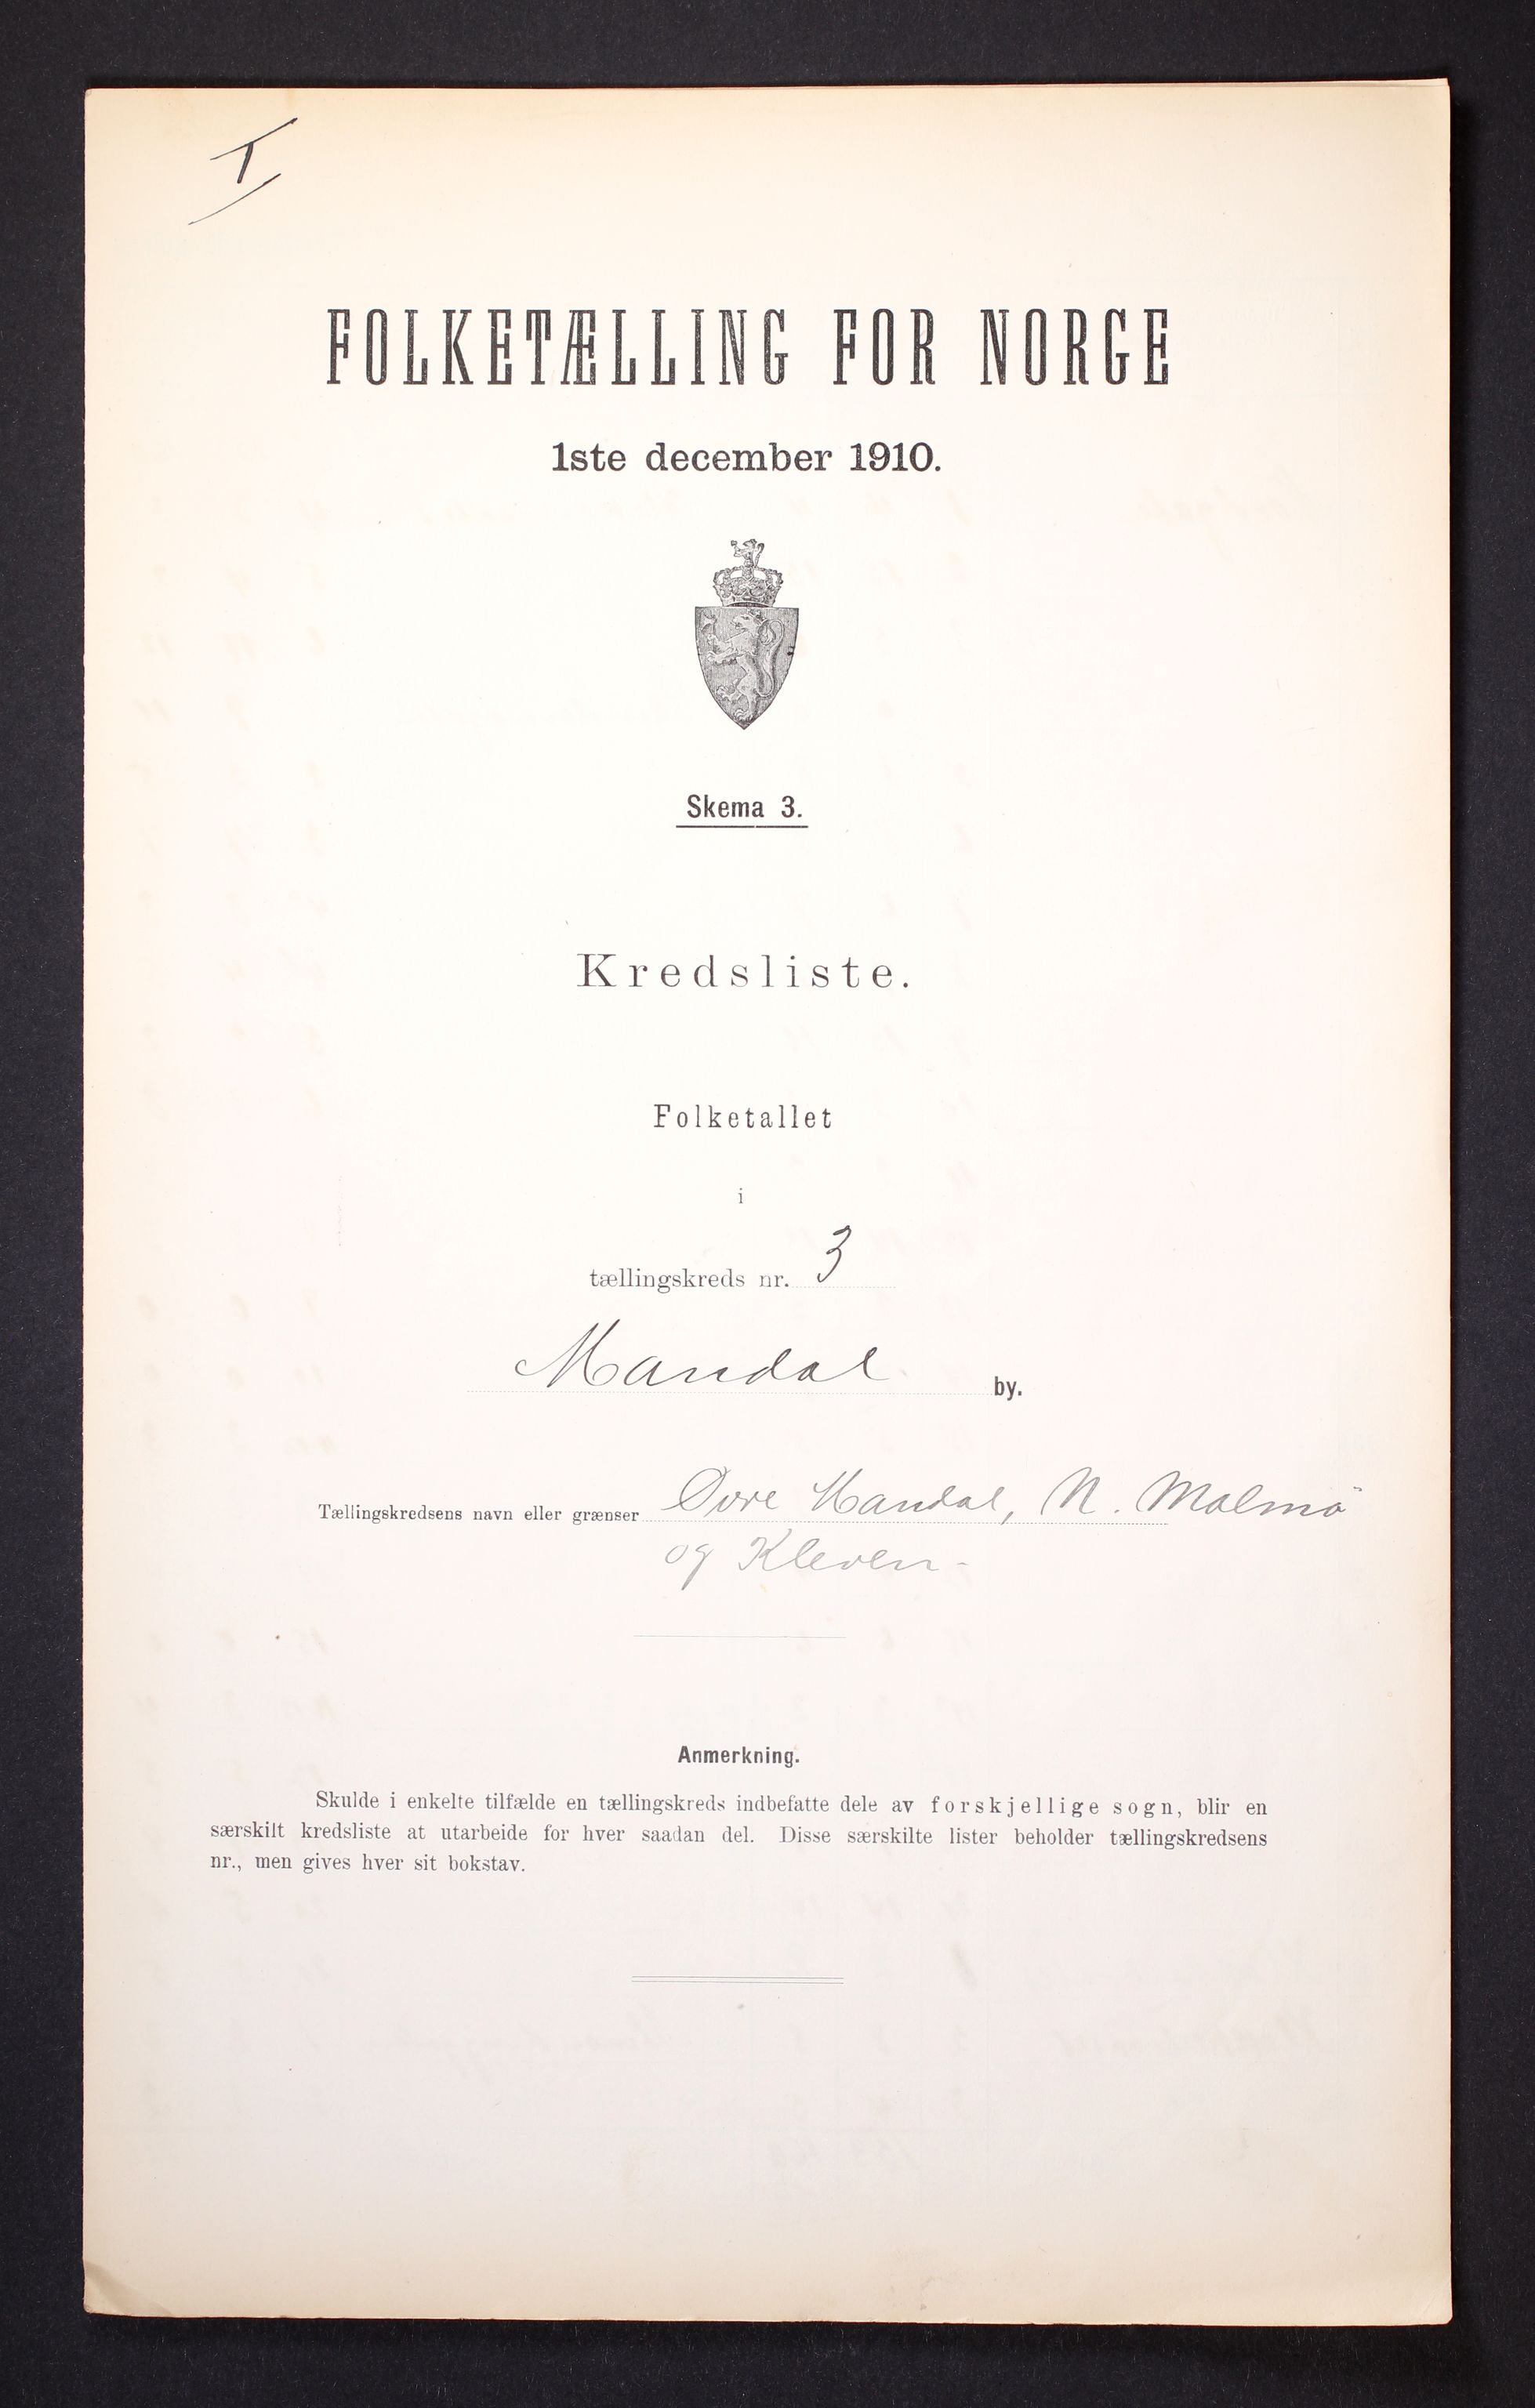 I
FOLKETÆLLING FOR NORGE
1ste december 1910.
Skema 3.
Kredsliste.
Folketallet
i
tællingskreds nr. 3
Mandal by.
Tællingskredsens navn eller grænser Øvre Mandal, N. Malmö
og Kleven-
Anmerkning.
Skulde i enkelte tilfælde en tællingskreds indbefatte dele av forskjellige sogn, blir en
særskilt kredsliste at utarbeide for hver saadan del. Disse særskilte lister beholder tællingskredsens
nr., men gives hver sit bokstav.